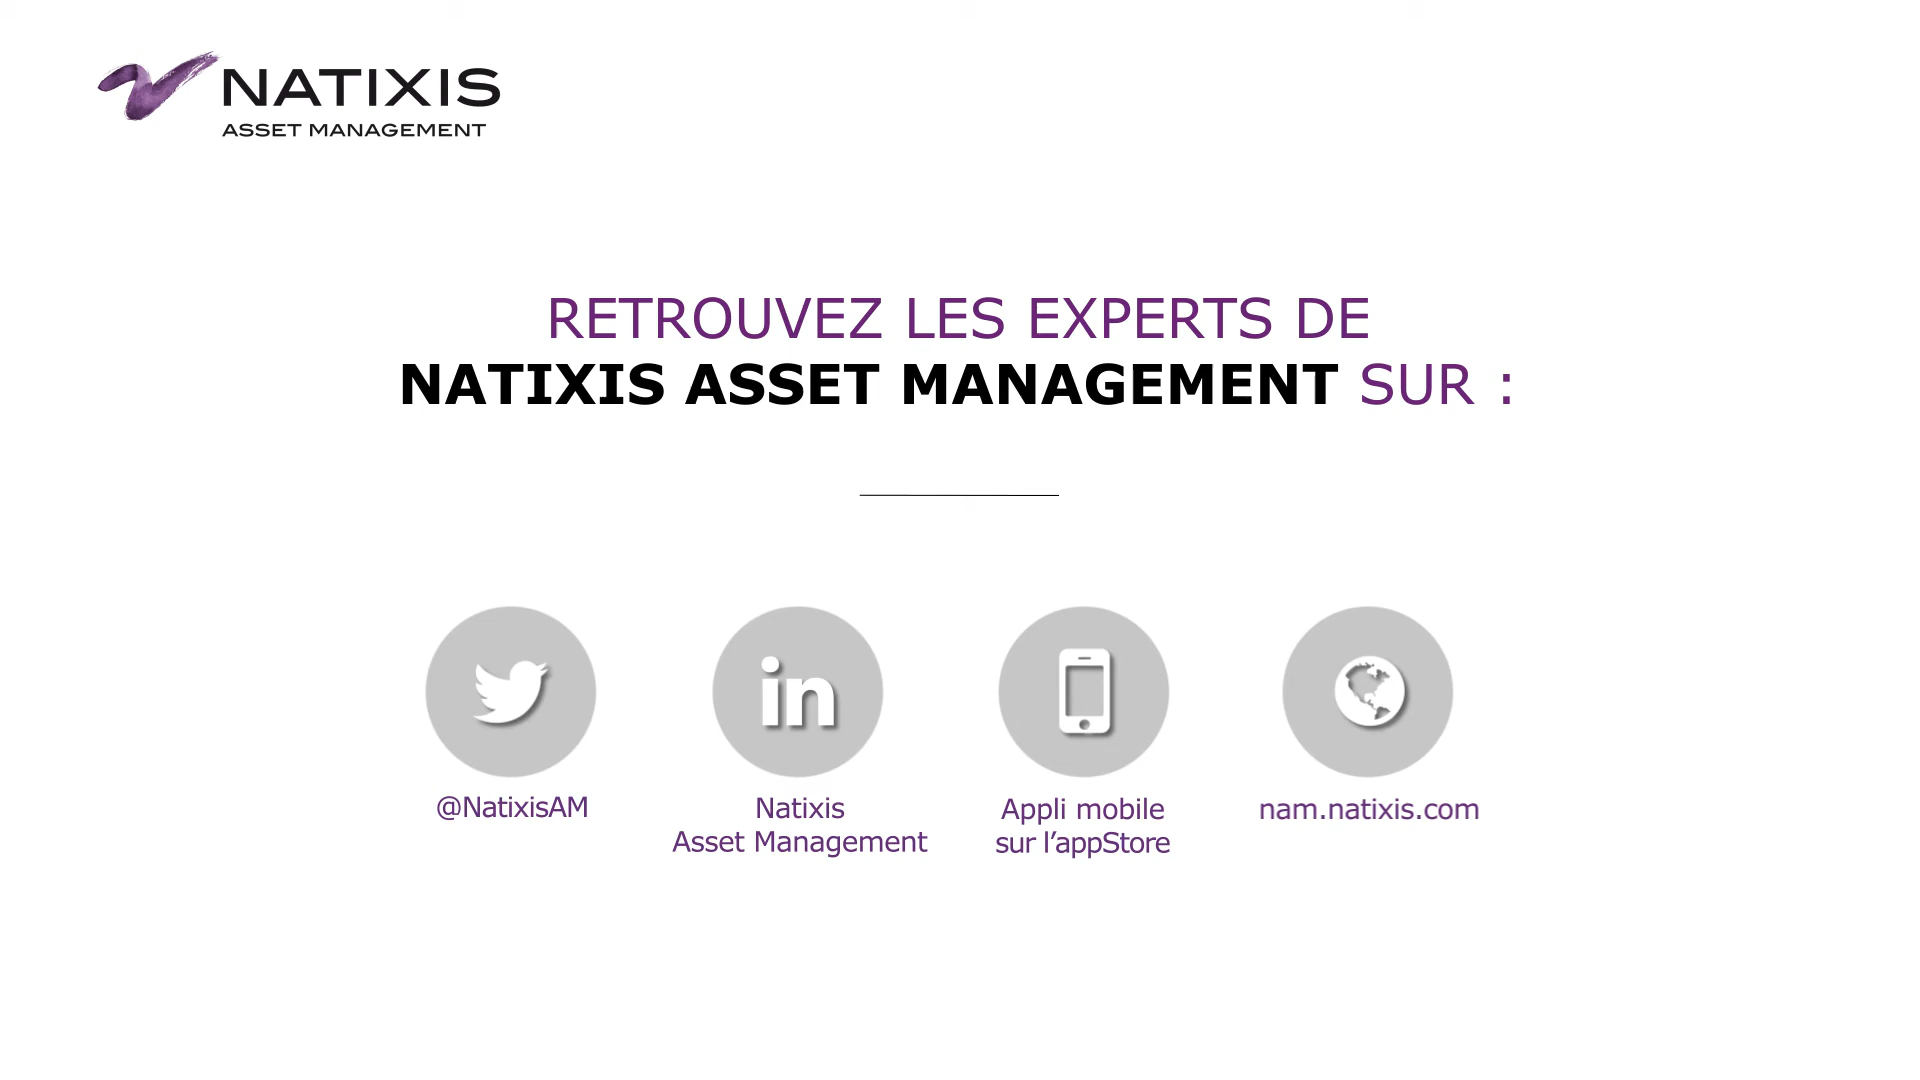 NATIXIS
ASSET MANAGEMENT
RETROUVEZ LES EXPERTS DE
NATIXIS ASSET MANAGEMENT SUR :
in
@NatixisAM
Natixis
Asset Management
Appli mobile
sur l’appStore
nam.natixis.com